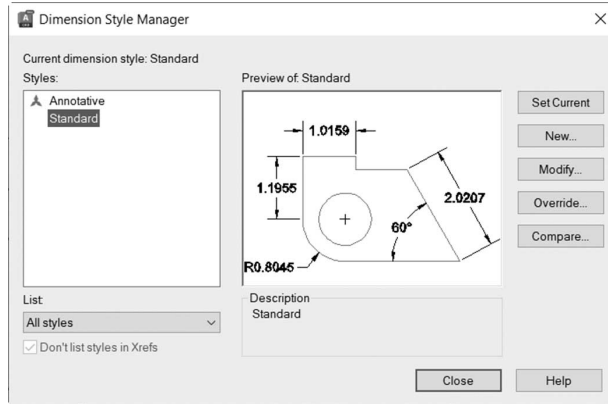 Dimension Style Manager
Current dimension style: Standard
Styles:
Annotative
Standard
List:
All styles
Don't list styles in Xrefs
Preview of: Standard
1.0159
1.1955
2.0207
60°
R0.8045
Description
Standard
Set Current
New...
Modify...
Override...
Compare...
Close
Help